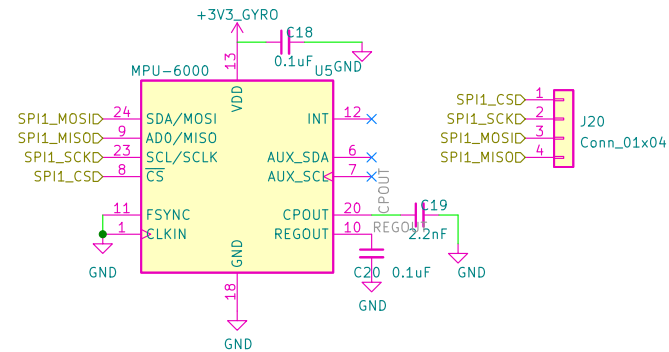 +3V3_GYRO
C18
0.1uF
GND
13
MPU-6000
U5
VDD
SPI1_MOSI 24 SDA/MOSI
INT 12
SPI1_MISO 9 AD0/MISO
SPI1_SCK 23 SCL/SCLK
AUX_SDA 6
SPI1_CS 8 CS
AUX_SCL 7
CPOUT
11 FSYNC
CPOUT 20
C19
2.2nF
1 CLKIN
REGOUT 10
REGOUT
GND
GND
C20 0.1uF
GND
18
GND
GND
SPI1_CS 1
SPI1_SCK 2
J20
SPI1_MOSI 3
Conn_01x04
SPI1_MISO 4